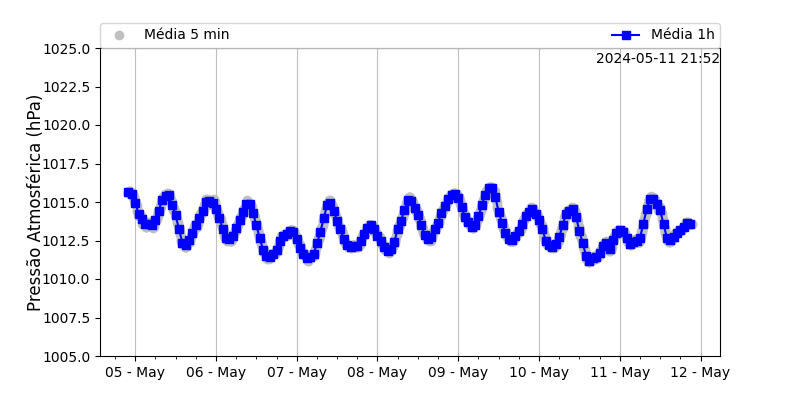 Média 5 min
Média 1h
2024-05-11 21:52
Pressão Atmosférica (hPa)
1025.0
1022.5
1020.0
1017.5
1015.0
1012.5
1010.0
1007.5
1005.0
05 - May
06 - May
07 - May
08 - May
09 - May
10 - May
11 - May
12 - May